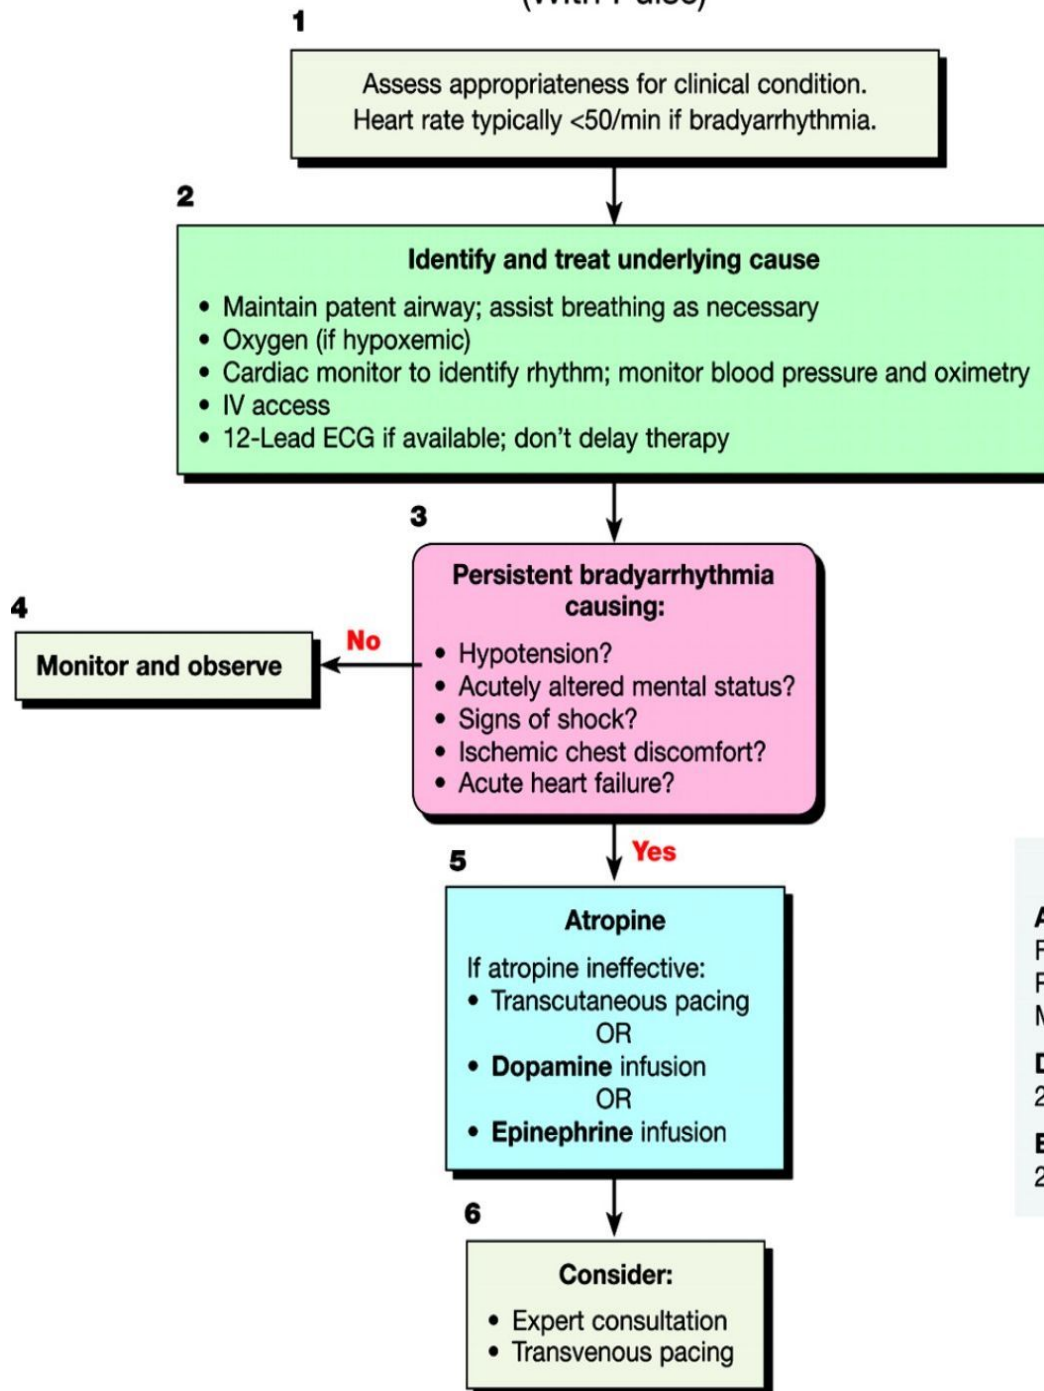 (With Pulse)
1
Assess appropriateness for clinical condition.
Heart rate typically <50/min if bradyarrhythmia.
2
Identify and treat underlying cause
• Maintain patent airway; assist breathing as necessary
• Oxygen (if hypoxemic)
• Cardiac monitor to identify rhythm; monitor blood pressure and oximetry
• IV access
• 12-Lead ECG if available; don't delay therapy
3
Persistent bradyarrhythmia
causing:
• Hypotension?
• Acutely altered mental status?
• Signs of shock?
• Ischemic chest discomfort?
• Acute heart failure?
4
No
Monitor and observe
Yes
5
Atropine
If atropine ineffective:
• Transcutaneous pacing
OR
• Dopamine infusion
OR
• Epinephrine infusion
6
Consider:
• Expert consultation
• Transvenous pacing